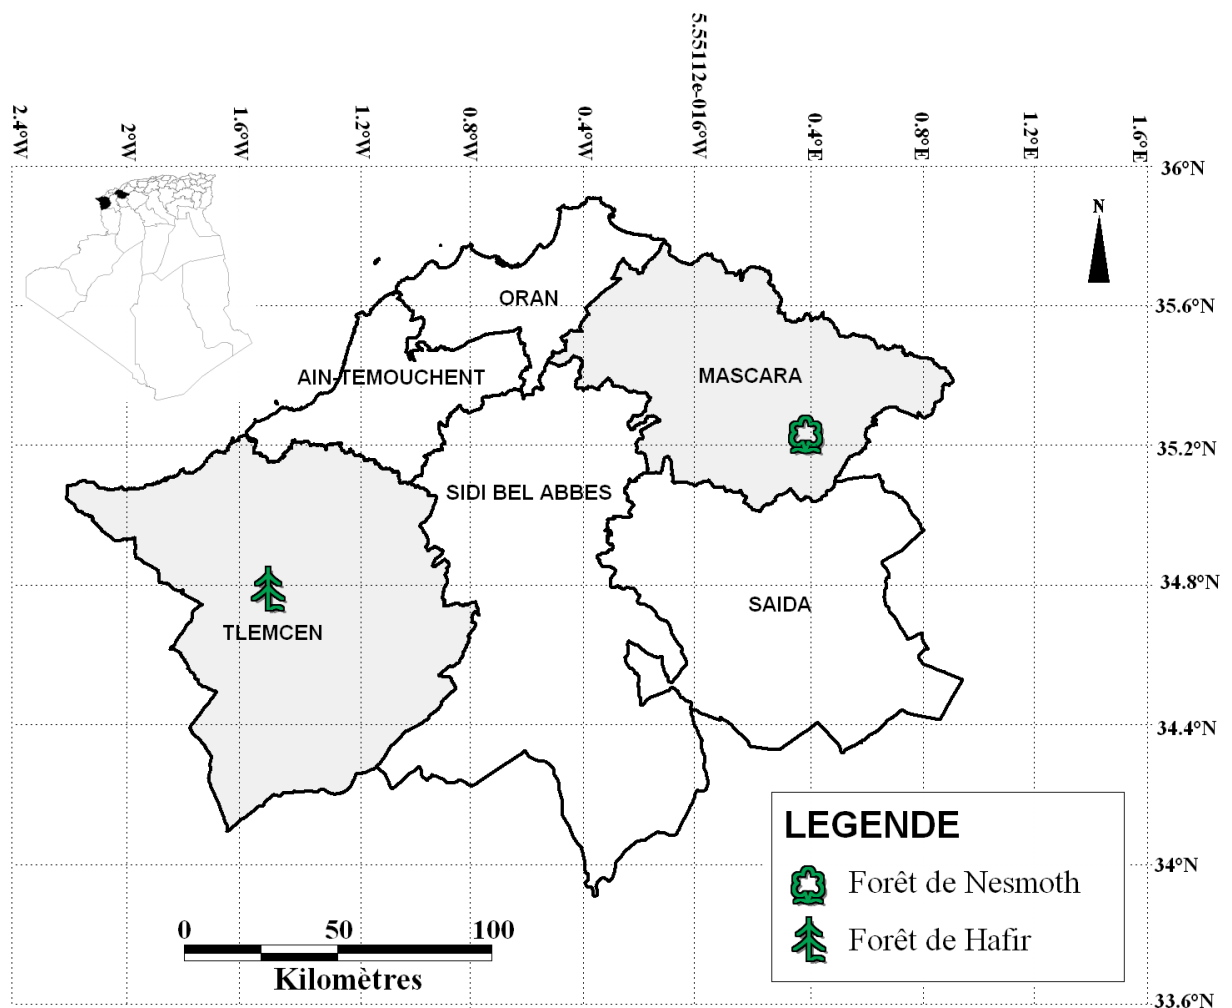 2.4°W
2°W
1.6°W
1.2°W
0.8°W
0.4°W
5.55112e-016°W
0.4°E
0.8°E
1.2°E
1.6°E
36°N
N
ORAN
35.6°N
AIN-TEMOUCHENT
MASCARA
35.2°N
SIDI BEL ABBES
34.8°N
SAIDA
TLEMCEN
34.4°N
LEGENDE
34°N
Forêt de Nesmoth
Forêt de Hafir
0 50 100
Kilomètres
33.6°N